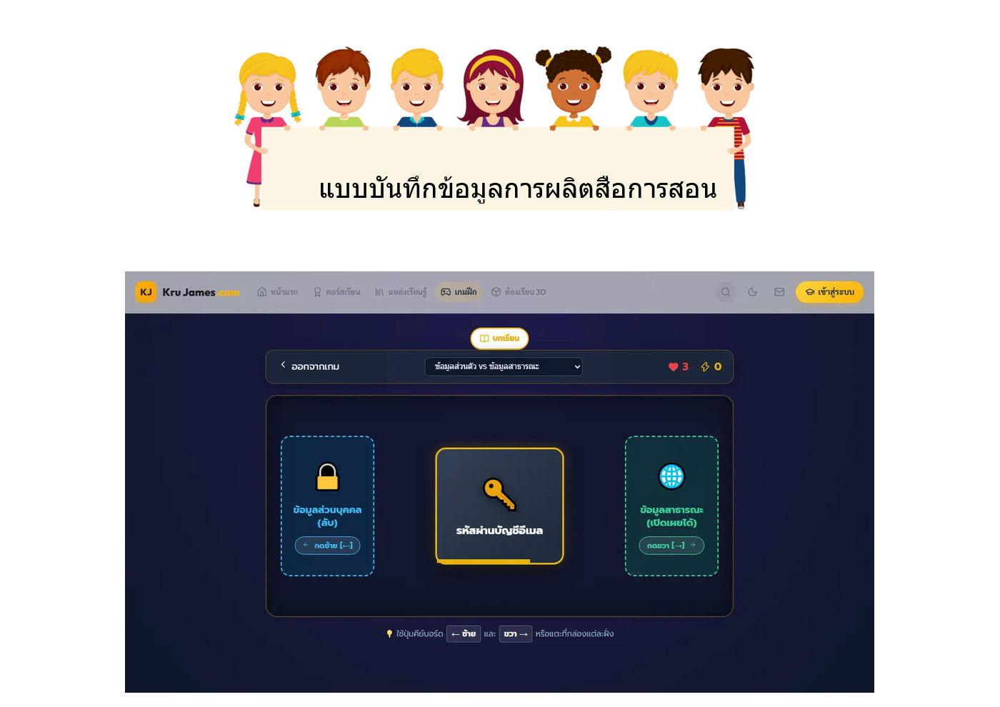 แบบบันทึกข้อมูลการผลิตสื่อการสอน
KJ Kru James.com หน้าแรก คอร์สเรียน แหล่งเรียนรู้ เกมฝึก ห้องเรียน 3D เข้าสู่ระบบ
บทเรียน
ออกจากเกม ข้อมูลส่วนตัว vs ข้อมูลสาธารณะ 3 0
ข้อมูลส่วนบุคคล
(ลับ)
← กดซ้าย [←]
รหัสผ่านบัญชีอีเมล
ข้อมูลสาธารณะ
(เปิดเผยได้)
กดขวา [→] →
ใช้ปุ่มคีย์บอร์ด ← ซ้าย และ ขวา → หรือแตะที่กล่องแต่ละฝั่ง